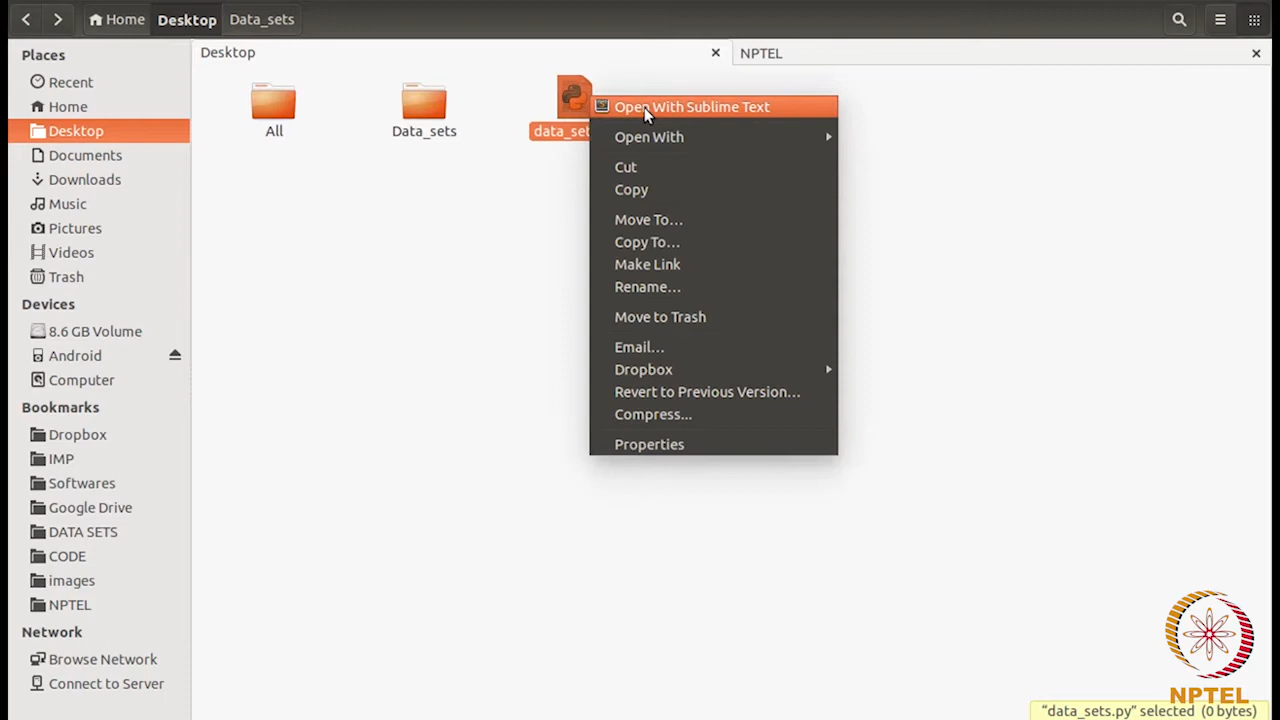 Home Desktop Data_sets
Places
Recent
Home
Desktop
Documents
Downloads
Music
Pictures
Videos
Trash
Devices
8.6 GB Volume
Android
Computer
Bookmarks
Dropbox
IMP
Softwares
Google Drive
DATA SETS
CODE
images
NPTEL
Network
Browse Network
Connect to Server
Desktop
NPTEL
All
Data_sets
data_set
Open With Sublime Text
Open With
Cut
Copy
Move To…
Copy To…
Make Link
Rename…
Move to Trash
Email…
Dropbox
Revert to Previous Version…
Compress…
Properties
NPTEL
“data_sets.py” selected (0 bytes)